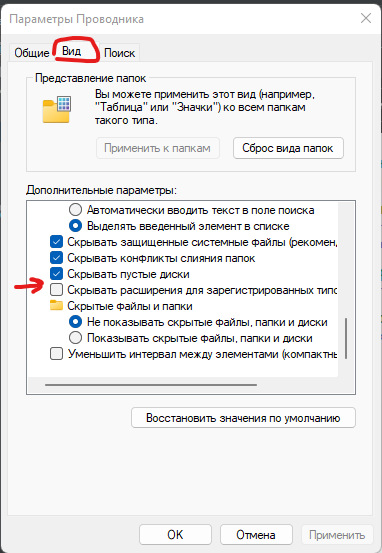 Параметры Проводника
Общие
Вид
Поиск
Представление папок
Вы можете применить этот вид (например,
"Таблица" или "Значки") ко всем папкам
такого типа.
Применить к папкам
Сброс вида папок
Дополнительные параметры:
Автоматически вводить текст в поле поиска
Выделять введенный элемент в списке
Скрывать защищенные системные файлы (рекоменд
Скрывать конфликты слияния папок
Скрывать пустые диски
Скрывать расширения для зарегистрированных типо
Скрытые файлы и папки
Не показывать скрытые файлы, папки и диски
Показывать скрытые файлы, папки и диски
Уменьшить интервал между элементами (компактны
Восстановить значения по умолчанию
OK
Отмена
Применить